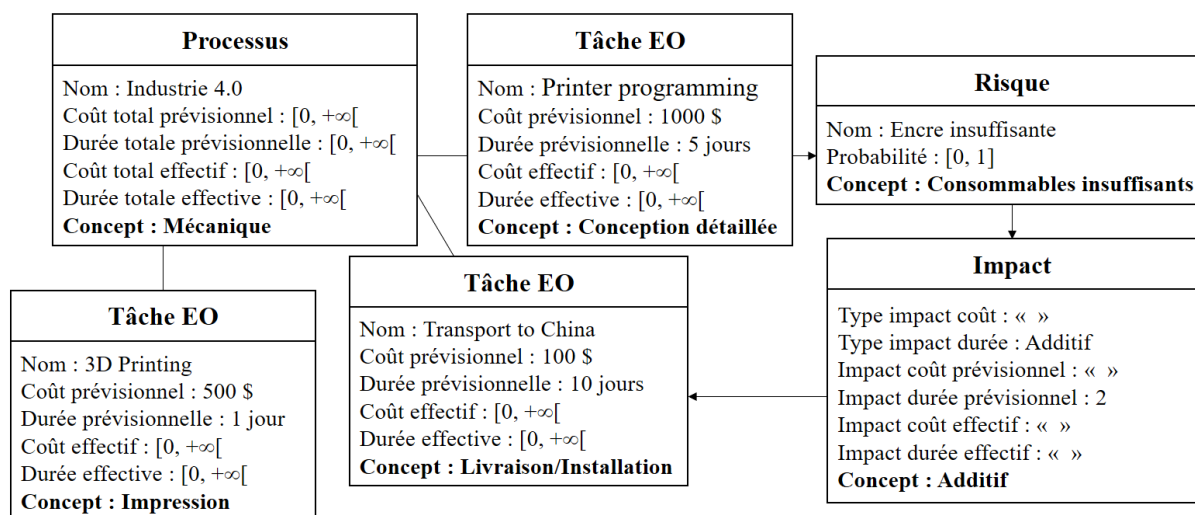 Processus
Nom : Industrie 4.0
Coût total prévisionnel : [0, +∞[
Durée totale prévisionnelle : [0, +∞[
Coût total effectif : [0, +∞[
Durée totale effective : [0, +∞[
Concept : Mécanique
Tâche EO
Nom : Printer programming
Coût prévisionnel : 1000 $
Durée prévisionnelle : 5 jours
Coût effectif : [0, +∞[
Durée effective : [0, +∞[
Concept : Conception détaillée
Risque
Nom : Encre insuffisante
Probabilité : [0, 1]
Concept : Consommables insuffisants
Tâche EO
Nom : 3D Printing
Coût prévisionnel : 500 $
Durée prévisionnelle : 1 jour
Coût effectif : [0, +∞[
Durée effective : [0, +∞[
Concept : Impression
Tâche EO
Nom : Transport to China
Coût prévisionnel : 100 $
Durée prévisionnelle : 10 jours
Coût effectif : [0, +∞[
Durée effective : [0, +∞[
Concept : Livraison/Installation
Impact
Type impact coût : « »
Type impact durée : Additif
Impact coût prévisionnel : « »
Impact durée prévisionnel : 2
Impact coût effectif : « »
Impact durée effectif : « »
Concept : Additif